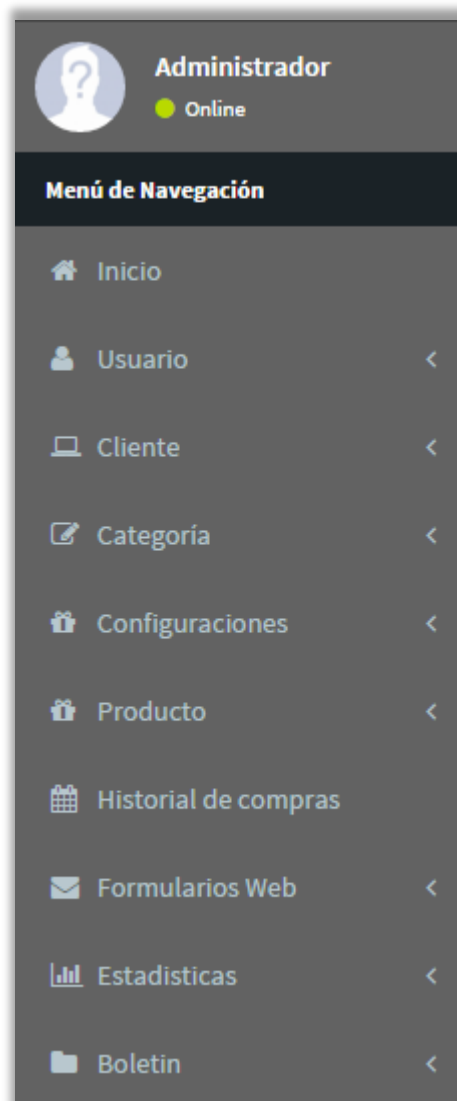 Administrador
Online
Menú de Navegación
Inicio
Usuario
Cliente
Categoría
Configuraciones
Producto
Historial de compras
Formularios Web
Estadisticas
Boletin